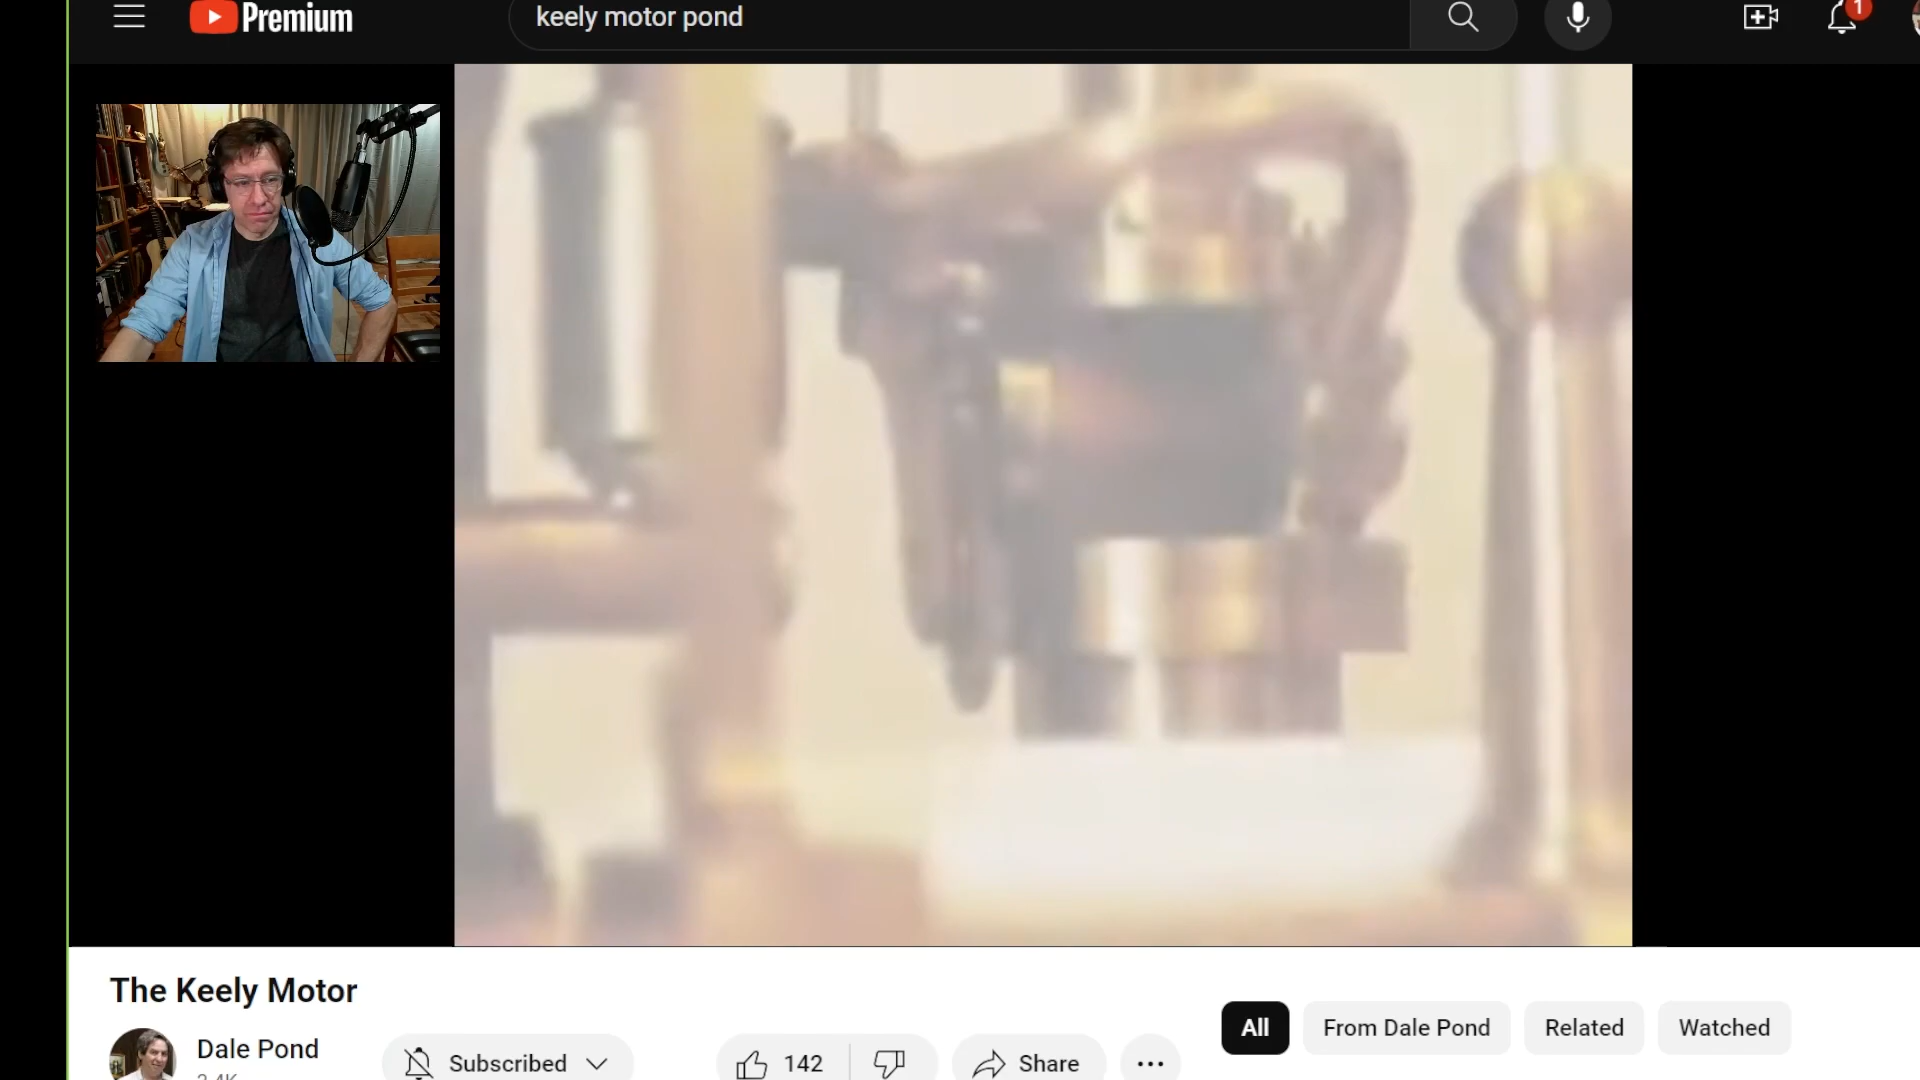 Premium
keely motor pond
1
The Keely Motor
Dale Pond
Subscribed
142
Share
All
From Dale Pond
Related
Watched